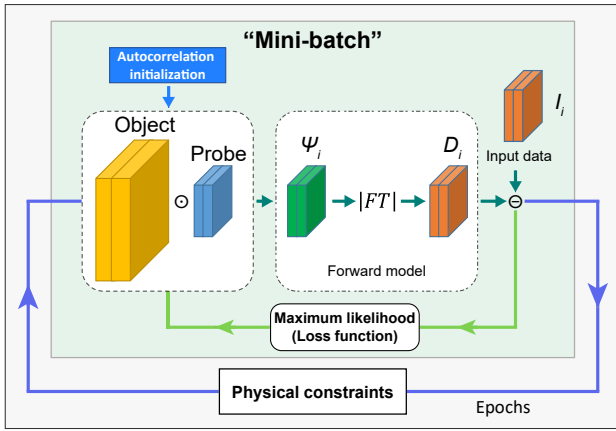 “Mini-batch”
Autocorrelation
initialization
Object
Probe
⊙
Ψi
|FT|
Di
Ii
Input data
⊖
Forward model
Maximum likelihood
(Loss function)
Physical constraints
Epochs